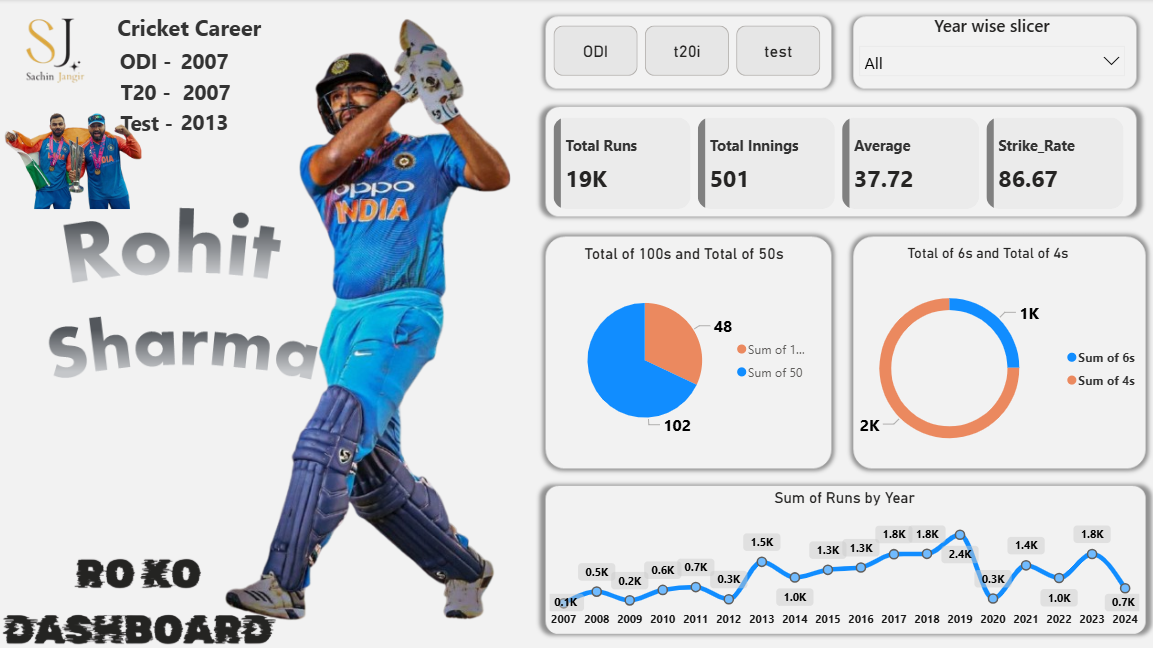 SJ
Sachin Jangir
Cricket Career
ODI - 2007
T20 - 2007
Test - 2013
Rohit
Sharma
RO KO
DASHBOARD
oppo
INDIA
ODI
t20i
test
Year wise slicer
All
Total Runs
19K
Total Innings
501
Average
37.72
Strike_Rate
86.67
Total of 100s and Total of 50s
48
102
Sum of 1...
Sum of 50
Total of 6s and Total of 4s
1K
2K
Sum of 6s
Sum of 4s
Sum of Runs by Year
0.1K 0.5K 0.2K 0.6K 0.7K 0.3K 1.5K 1.0K 1.3K 1.3K 1.8K 1.8K 2.4K 0.3K 1.4K 1.0K 1.8K 0.7K
2007 2008 2009 2010 2011 2012 2013 2014 2015 2016 2017 2018 2019 2020 2021 2022 2023 2024